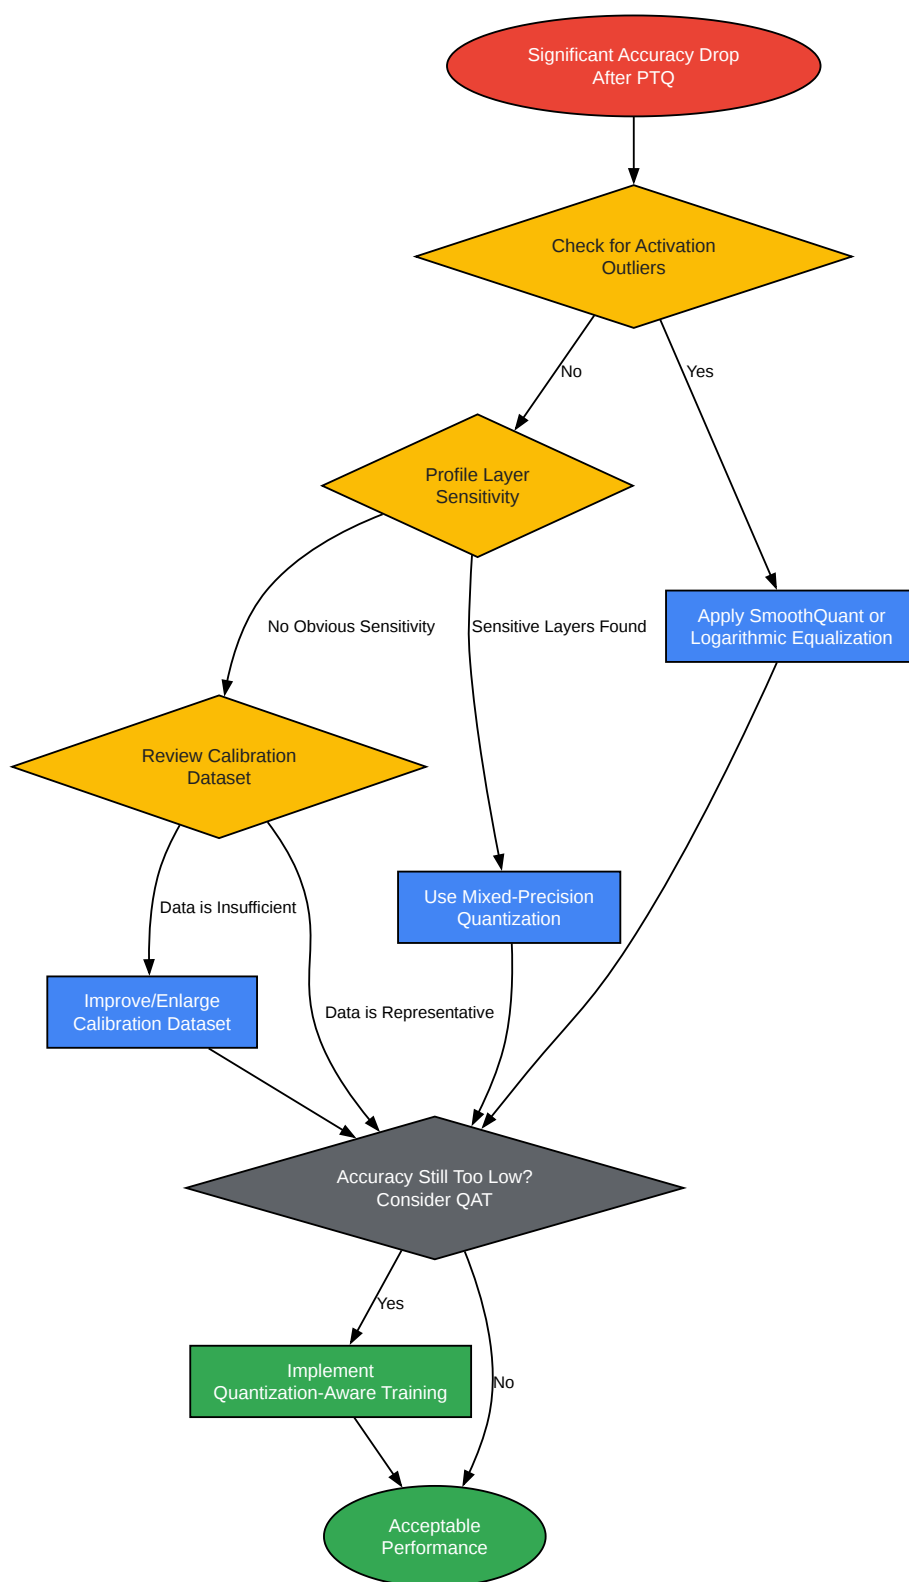 Significant Accuracy Drop
After PTQ
Check for Activation
Outliers
No
Yes
Profile Layer
Sensitivity
No Obvious Sensitivity
Sensitive Layers Found
Apply SmoothQuant or
Logarithmic Equalization
Review Calibration
Dataset
Data is Insufficient
Use Mixed-Precision
Quantization
Improve/Enlarge
Calibration Dataset
Data is Representative
Accuracy Still Too Low?
Consider QAT
Yes
Implement
Quantization-Aware Training
No
Acceptable
Performance